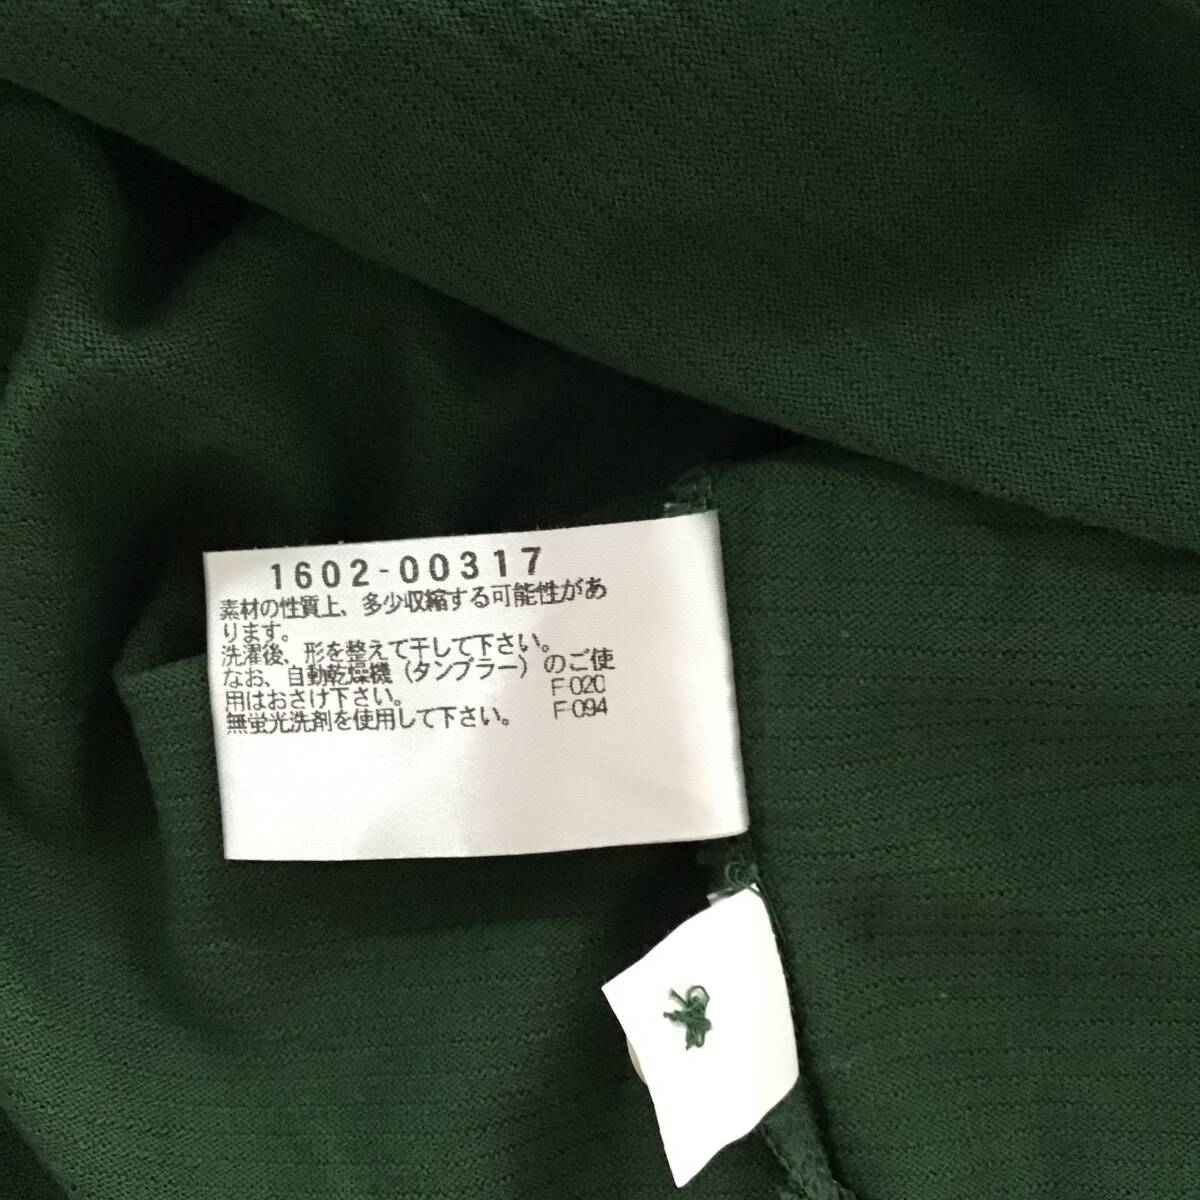 1602-00317
素材の性質上、多少収縮する可能性があ
ります。
洗濯後、形を整えて干して下さい。
なお、自動乾燥機（タンブラー）のご使
用はおさけ下さい。 F-020
無蛍光洗剤を使用して下さい。 F-094